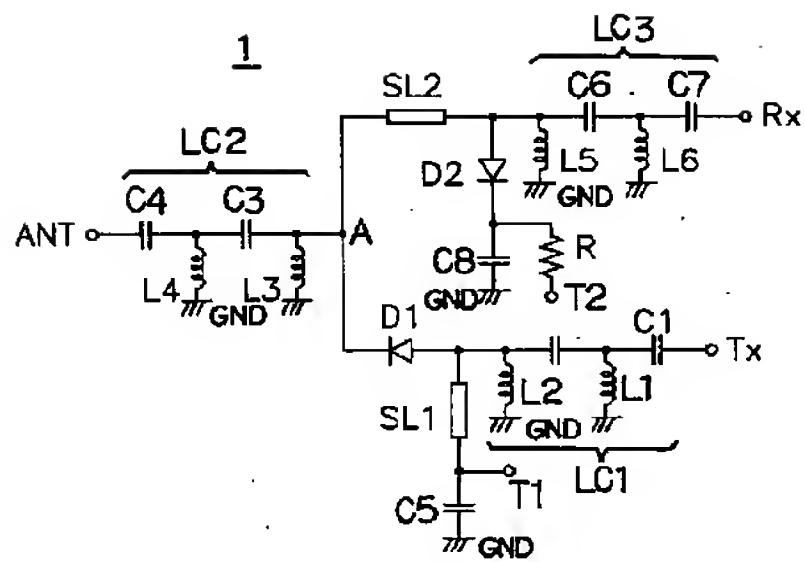 1
LC3
SL2
C6
C7
Rx
LC2
D2
L5
L6
GND
C4
C3
ANT
A
C8
R
L4
L3
GND
GND
T2
D1
C1
Tx
SL1
L2
L1
GND
C5
T1
LC1
GND